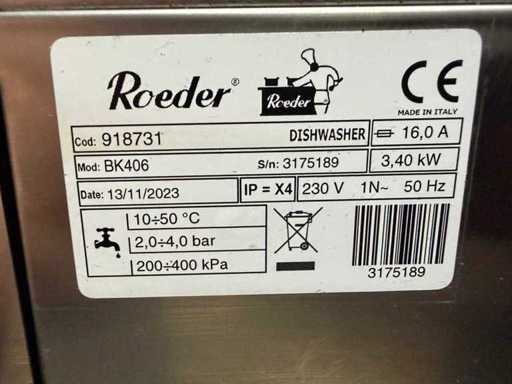 Roeder®
Roeder
CE
MADE IN ITALY
Cod: 918731 DISHWASHER 16,0 A
Mod: BK406 S/n: 3175189 3,40 kW
Date: 13/11/2023 IP = X4 230 V 1N~ 50 Hz
10÷50 °C
2,0÷4,0 bar
200÷400 kPa
3175189